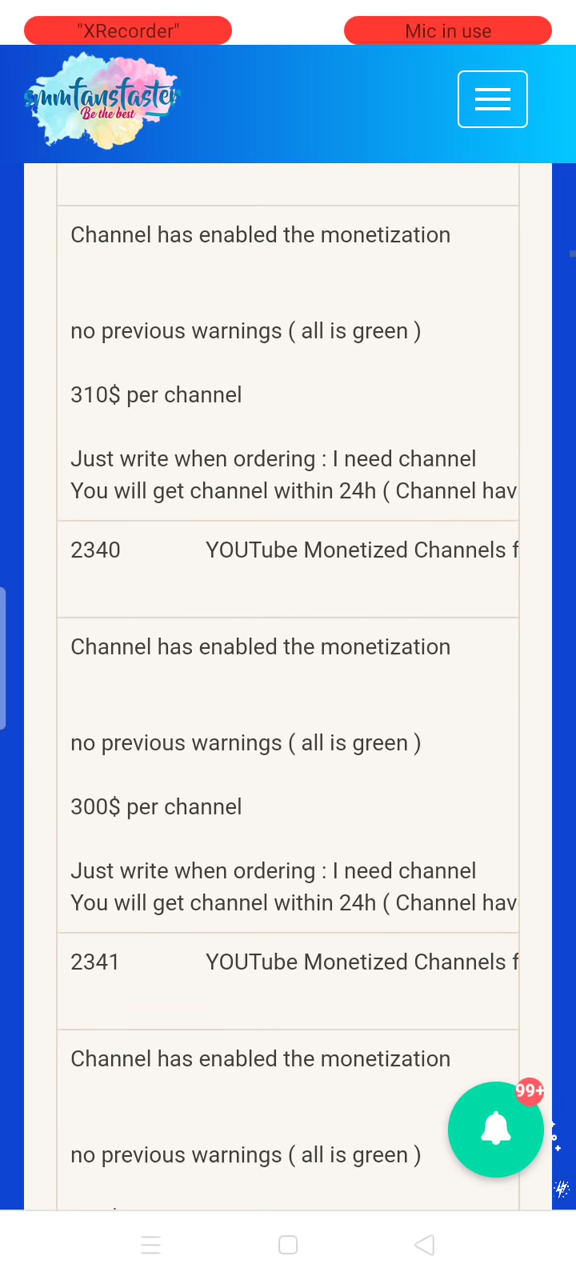 "XRecorder"
Mic in use
smmfansfaster
Be the best
Channel has enabled the monetization
no previous warnings ( all is green )
310$ per channel
Just write when ordering : I need channel
You will get channel within 24h ( Channel hav
2340 YOUTube Monetized Channels f
Channel has enabled the monetization
no previous warnings ( all is green )
300$ per channel
Just write when ordering : I need channel
You will get channel within 24h ( Channel hav
2341 YOUTube Monetized Channels f
Channel has enabled the monetization
99+
no previous warnings ( all is green )